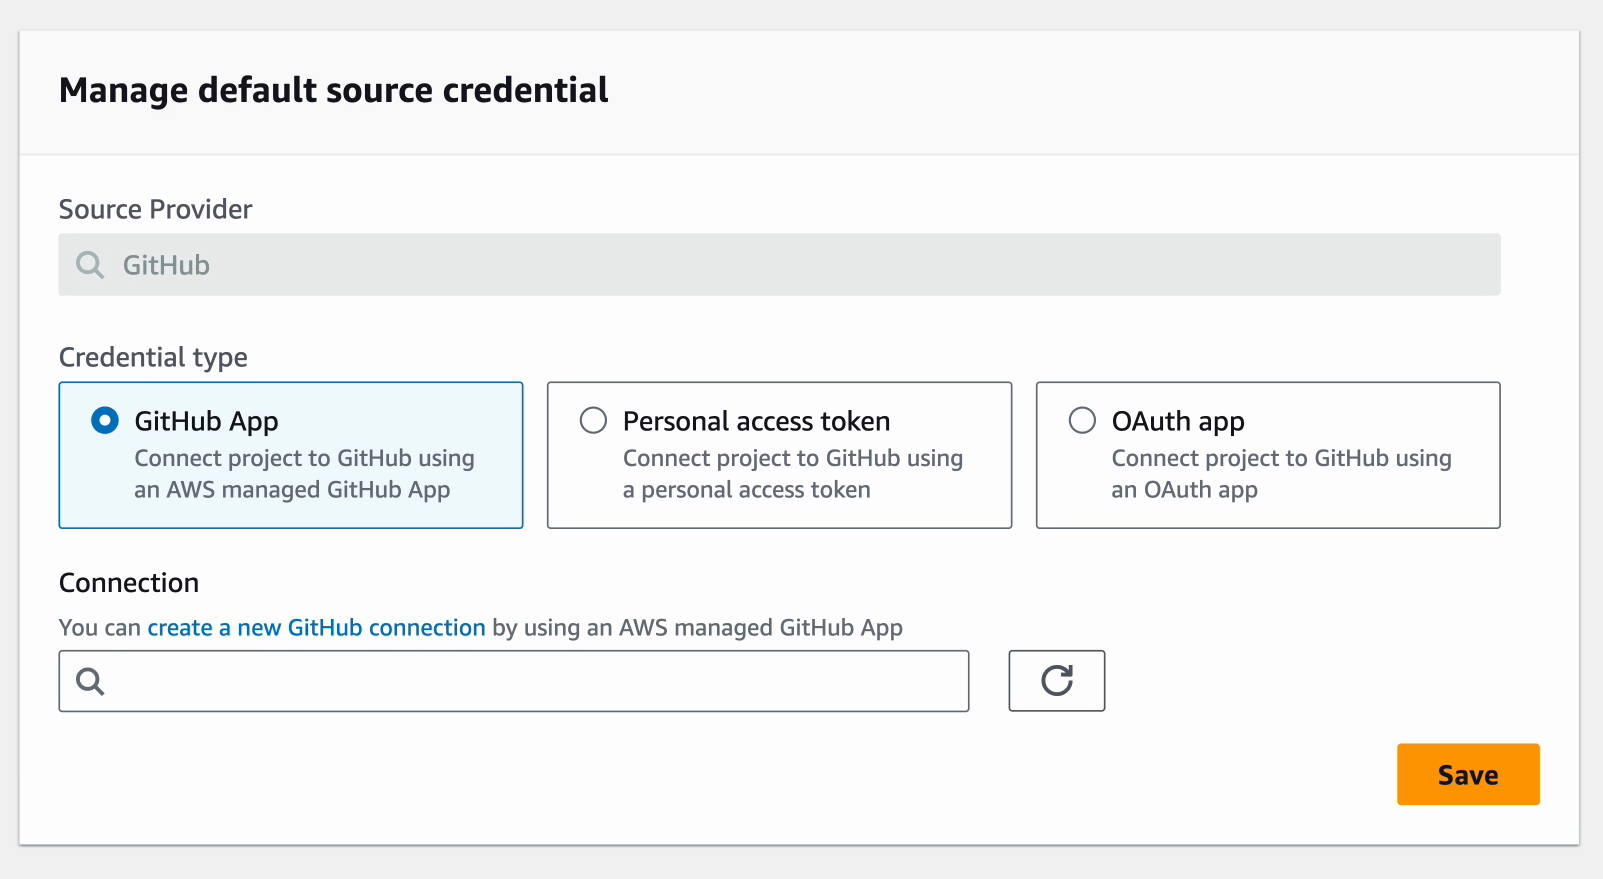 Manage default source credential
Source Provider
GitHub
Credential type
GitHub App
Connect project to GitHub using
an AWS managed GitHub App
Personal access token
Connect project to GitHub using
a personal access token
OAuth app
Connect project to GitHub using
an OAuth app
Connection
You can create a new GitHub connection by using an AWS managed GitHub App
Save